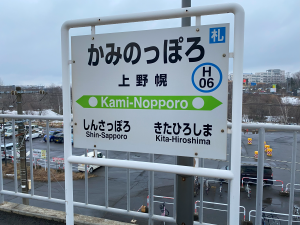 札
かみのっぽろ
上野幌
H
06
Kami-Nopporo
しんさっぽろ
Shin-Sapporo
きたひろしま
Kita-Hiroshima